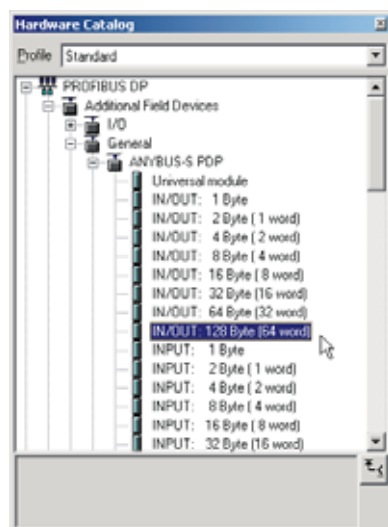 Hardware Catalog
Profile Standard
PROFIBUS DP
Additional Field Devices
I/O
General
ANYBUS-S PDP
Universal module
IN/OUT: 1 Byte
IN/OUT: 2 Byte ( 1 word)
IN/OUT: 4 Byte ( 2 word)
IN/OUT: 8 Byte ( 4 word)
IN/OUT: 16 Byte ( 8 word)
IN/OUT: 32 Byte (16 word)
IN/OUT: 64 Byte (32 word)
IN/OUT: 128 Byte (64 word)
INPUT: 1 Byte
INPUT: 2 Byte ( 1 word)
INPUT: 4 Byte ( 2 word)
INPUT: 8 Byte ( 4 word)
INPUT: 16 Byte ( 8 word)
INPUT: 32 Byte (16 word)